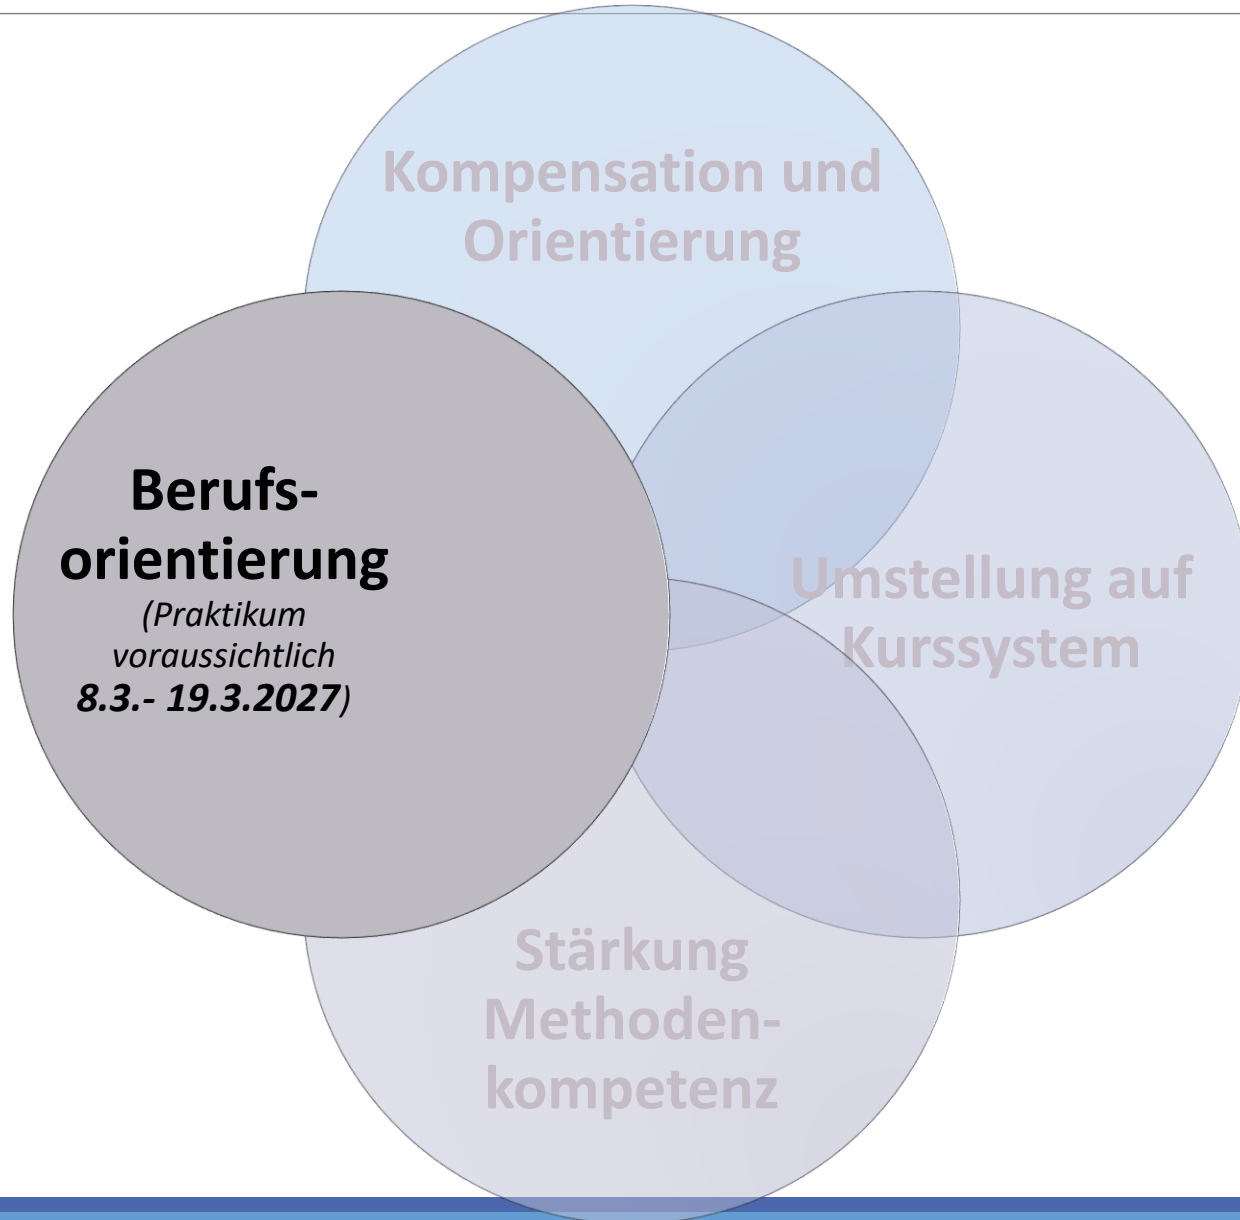 Kompensation und
Orientierung
Berufs-
orientierung
(Praktikum
voraussichtlich
8.3.- 19.3.2027)
Umstellung auf
Kurssystem
Stärkung
Methoden-
kompetenz